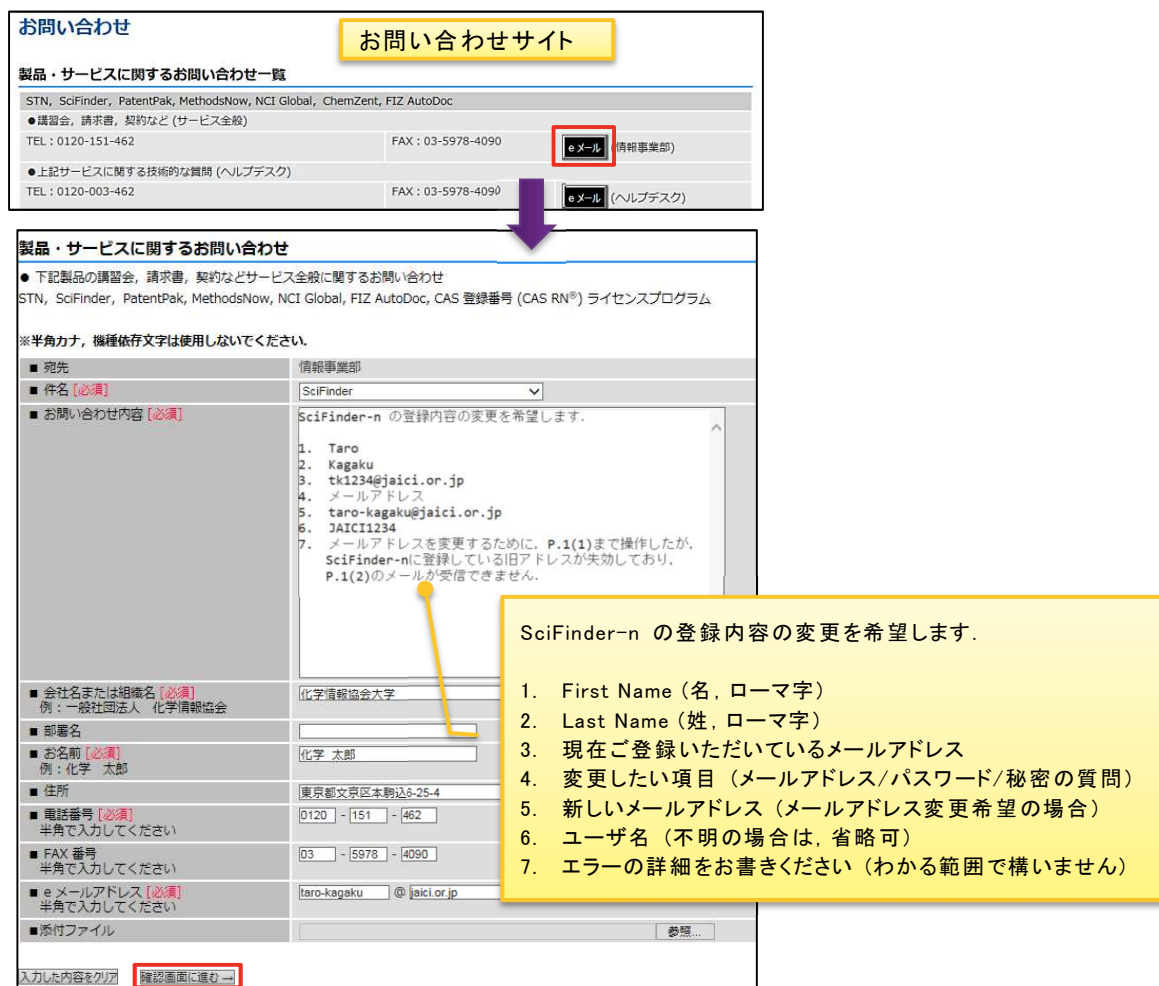 お問い合わせ
お問い合わせサイト
製品・サービスに関するお問い合わせ一覧
STN, SciFinder, PatentPak, MethodsNow, NCI Global, ChemZent, FIZ AutoDoc
●講習会, 請求書, 契約など (サービス全般)
TEL : 0120-151-462 FAX : 03-5978-4090 e メール (情報事業部)
●上記サービスに関する技術的な質問 (ヘルプデスク)
TEL : 0120-003-462 FAX : 03-5978-4090 e メール (ヘルプデスク)
製品・サービスに関するお問い合わせ
● 下記製品の講習会, 請求書, 契約などサービス全般に関するお問い合わせ
STN, SciFinder, PatentPak, MethodsNow, NCI Global, FIZ AutoDoc, CAS 登録番号 (CAS RN®) ライセンスプログラム
※半角カナ, 機種依存文字は使用しないでください.
■ 宛先 情報事業部
■ 件名 [必須] SciFinder
■ お問い合わせ内容 [必須]
SciFinder-n の登録内容の変更を希望します.
1. Taro
2. Kagaku
3. tk1234@jaici.or.jp
4. メールアドレス
5. taro-kagaku@jaici.or.jp
6. JAICI1234
7. メールアドレスを変更するために, P.1(1)まで操作したが,
SciFinder-nに登録している旧アドレスが失効しており,
P.1(2)のメールが受信できません.
SciFinder-n の登録内容の変更を希望します.
1. First Name (名, ローマ字)
2. Last Name (姓, ローマ字)
3. 現在ご登録いただいているメールアドレス
4. 変更したい項目 (メールアドレス/パスワード/秘密の質問)
5. 新しいメールアドレス (メールアドレス変更希望の場合)
6. ユーザ名 (不明の場合は, 省略可)
7. エラーの詳細をお書きください (わかる範囲で構いません)
■ 会社名または組織名 [必須] 化学情報協会大学
例:一般社団法人 化学情報協会
■ 部署名
■ お名前 [必須] 化学 太郎
例:化学 太郎
■ 住所 東京都文京区本駒込6-25-4
■ 電話番号 [必須] 0120 - 151 - 462
半角で入力してください
■ FAX 番号 03 - 5978 - 4090
半角で入力してください
■ e メールアドレス [必須] taro-kagaku @ jaici.or.jp
半角で入力してください
■添付ファイル 参照...
入力した内容をクリア 確認画面に進む→